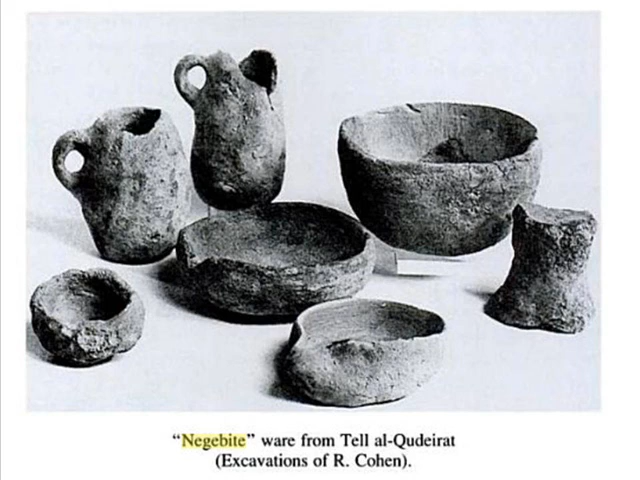 “Negebite” ware from Tell al-Qudeirat
(Excavations of R. Cohen).